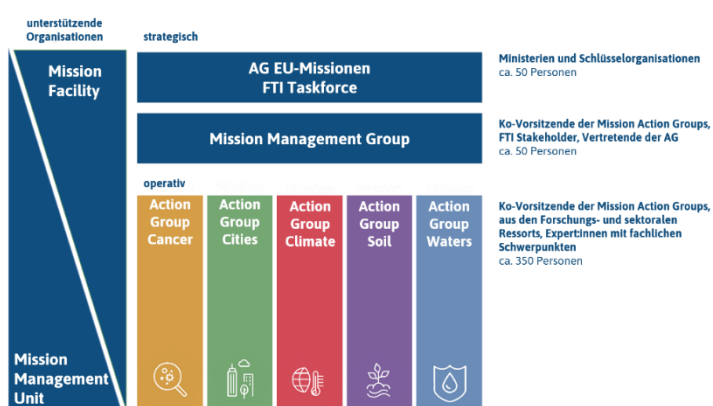 unterstützende
Organisationen
Mission
Facility
Mission
Management
Unit
strategisch
AG EU-Missionen
FTI Taskforce
Ministerien und Schlüsselorganisationen
ca. 50 Personen
Mission Management Group
Ko-Vorsitzende der Mission Action Groups,
FTI Stakeholder, Vertretende der AG
ca. 50 Personen
operativ
Action
Group
Cancer
Action
Group
Cities
Action
Group
Climate
Action
Group
Soil
Action
Group
Waters
Ko-Vorsitzende der Mission Action Groups,
aus den Forschungs- und sektoralen
Ressorts, Expert:innen mit fachlichen
Schwerpunkten
ca. 350 Personen